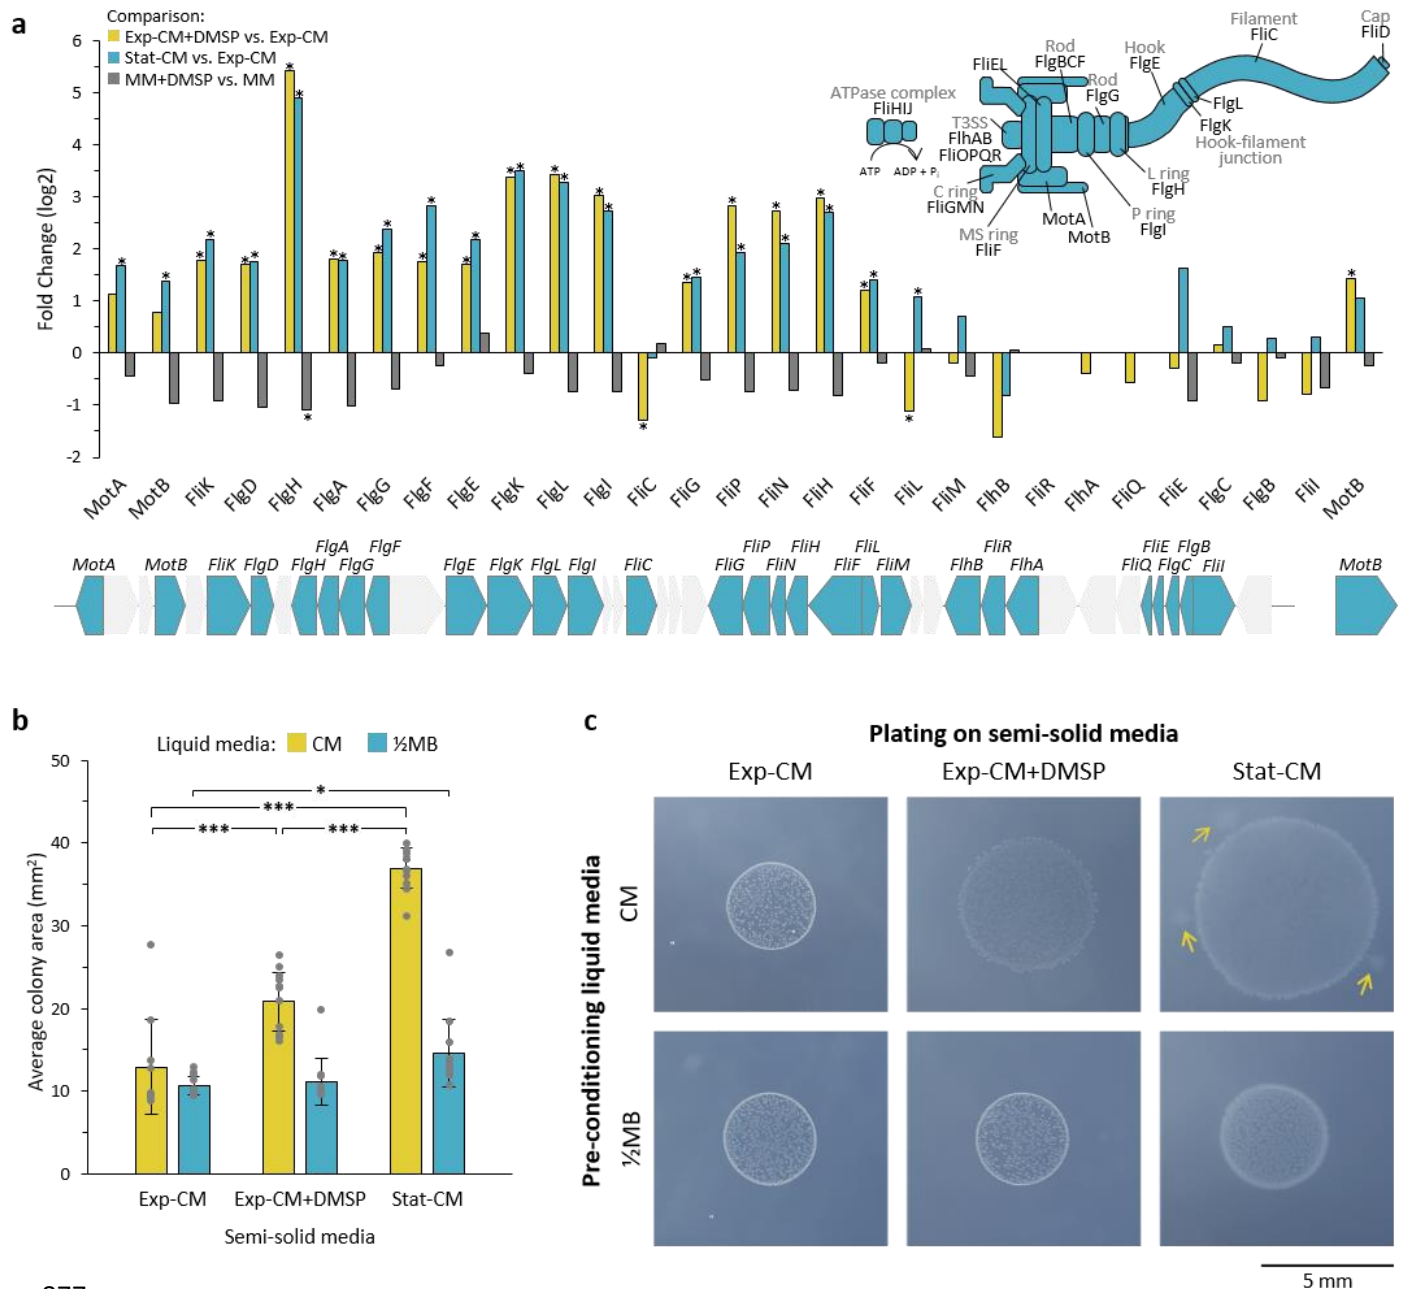 a
Comparison:
Exp-CM+DMSP vs. Exp-CM
Stat-CM vs. Exp-CM
MM+DMSP vs. MM
Fold Change (log2)
6
5
4
3
2
1
0
-1
-2
* * * * * * * * * * * * * * * * * * * * * * * * * * * * * * * * * * * * * *
Filament
FliC
Cap
FliD
Rod
FlgBCF
Hook
FlgE
FliEL
Rod
FlgG
ATPase complex
FliHIJ
FlgL
FlgK
Hook-filament
junction
T3SS
FlhAB
FliOPQR
ATP ADP + Pi
C ring
FliGMN
L ring
FlgH
MotA
MotB
P ring
FlgI
MS ring
FliF
MotA MotB FliK FlgD FlgH FlgA FlgG FlgF FlgE FlgK FlgL FlgI FliC FliG FliP FliN FliH FliF FliL FliM FlhB FliR FlhA FliQ FliE FlgC FlgB FliI MotB
FlgA FlgF FliP FliH FliL FliR FliE FlgB
MotA MotB FliK FlgD FlgH FlgG FlgE FlgK FlgL FlgI FliC FliG FliN FliF FliM FlhB FlhA FliQ FlgC FliI MotB
b
Liquid media: CM ½MB
Average colony area (mm²)
50
40
30
20
10
0
*
***
*** ***
Exp-CM Exp-CM+DMSP Stat-CM
Semi-solid media
c
Plating on semi-solid media
Exp-CM Exp-CM+DMSP Stat-CM
Pre-conditioning liquid media
CM
½MB
5 mm